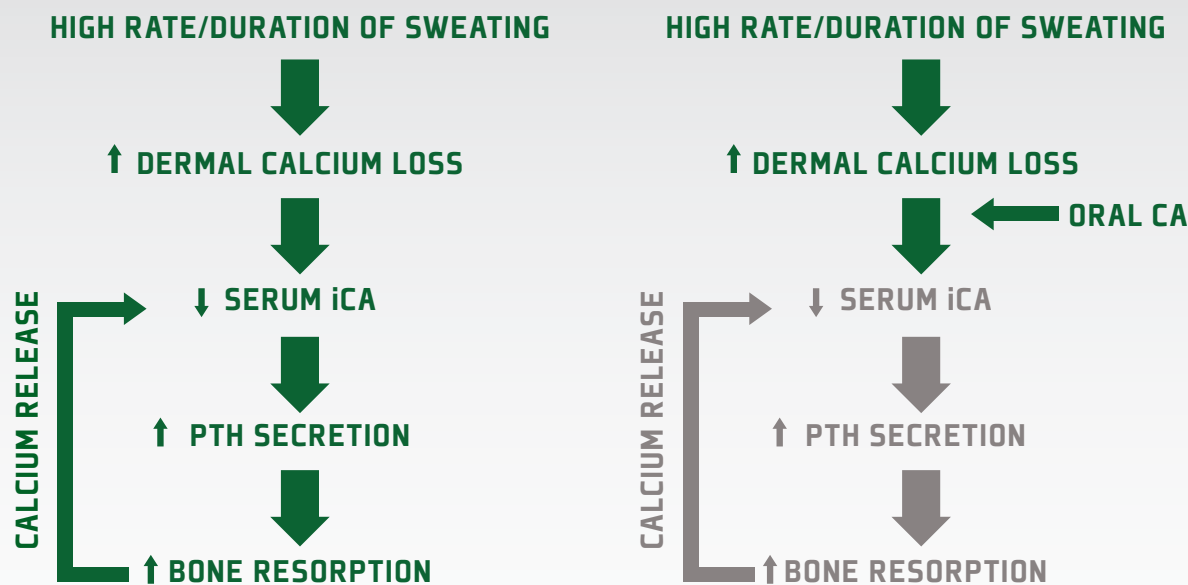 HIGH RATE/DURATION OF SWEATING
DERMAL CALCIUM LOSS
SERUM iCA
PTH SECRETION
BONE RESORPTION
CALCIUM RELEASE
HIGH RATE/DURATION OF SWEATING
DERMAL CALCIUM LOSS
ORAL CA
SERUM iCA
PTH SECRETION
BONE RESORPTION
CALCIUM RELEASE